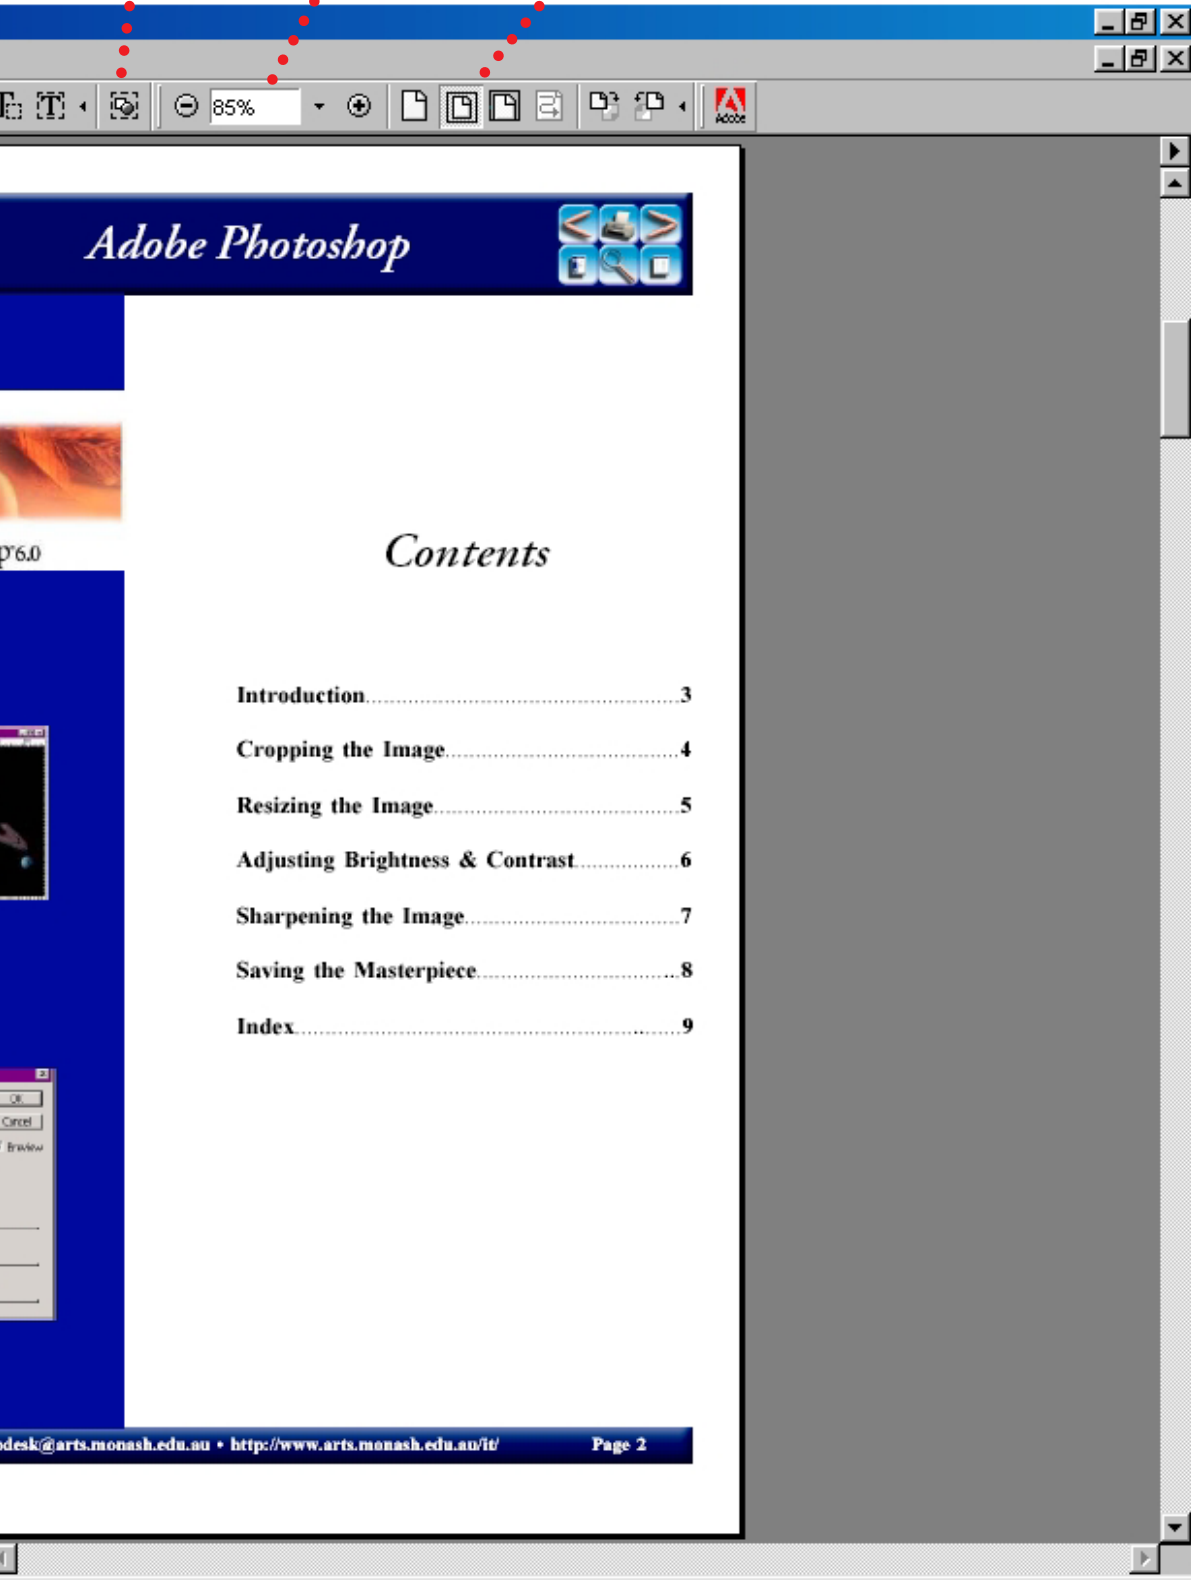 85%
Adobe
Adobe Photoshop
6.0
Contents
Introduction 3
Cropping the Image 4
Resizing the Image 5
Adjusting Brightness & Contrast 6
Sharpening the Image 7
Saving the Masterpiece 8
Index 9
OK
Cancel
Preview
desk@arts.monash.edu.au • http://www.arts.monash.edu.au/it/ Page 2